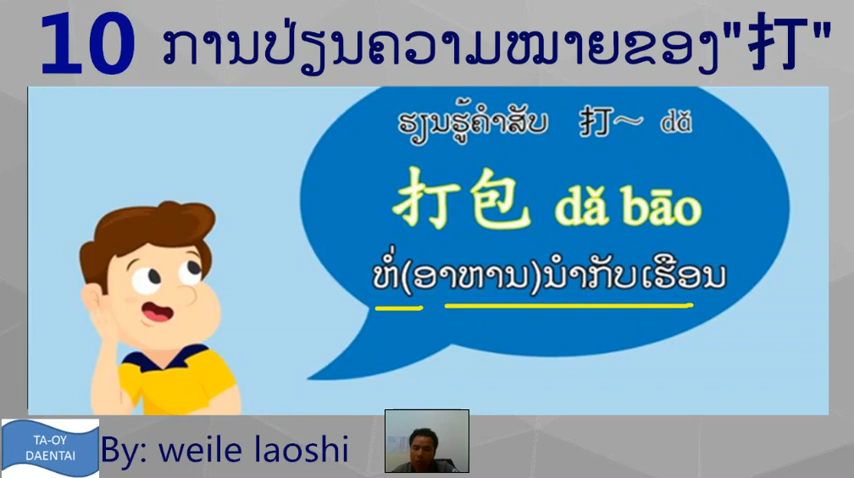 10 ການປ່ຽນຄວາມໝາຍຂອງ"打"
ຮຽນຮູ້ຄຳສັບ 打～ dǎ
打包 dǎ bāo
ຫໍ່(ອາຫານ)ນຳກັບເຮືອນ
TA-OY
DAENTAI
By: weile laoshi